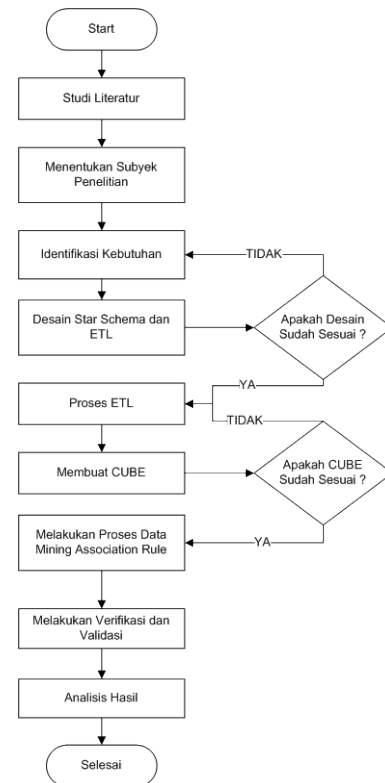 Start
Studi Literatur
Menentukan Subyek
Penelitian
Identifikasi Kebutuhan
TIDAK
Desain Star Schema dan
ETL
Apakah Desain
Sudah Sesuai ?
YA
Proses ETL
TIDAK
Membuat CUBE
Apakah CUBE
Sudah Sesuai ?
Melakukan Proses Data
Mining Association Rule
YA
Melakukan Verifikasi dan
Validasi
Analisis Hasil
Selesai